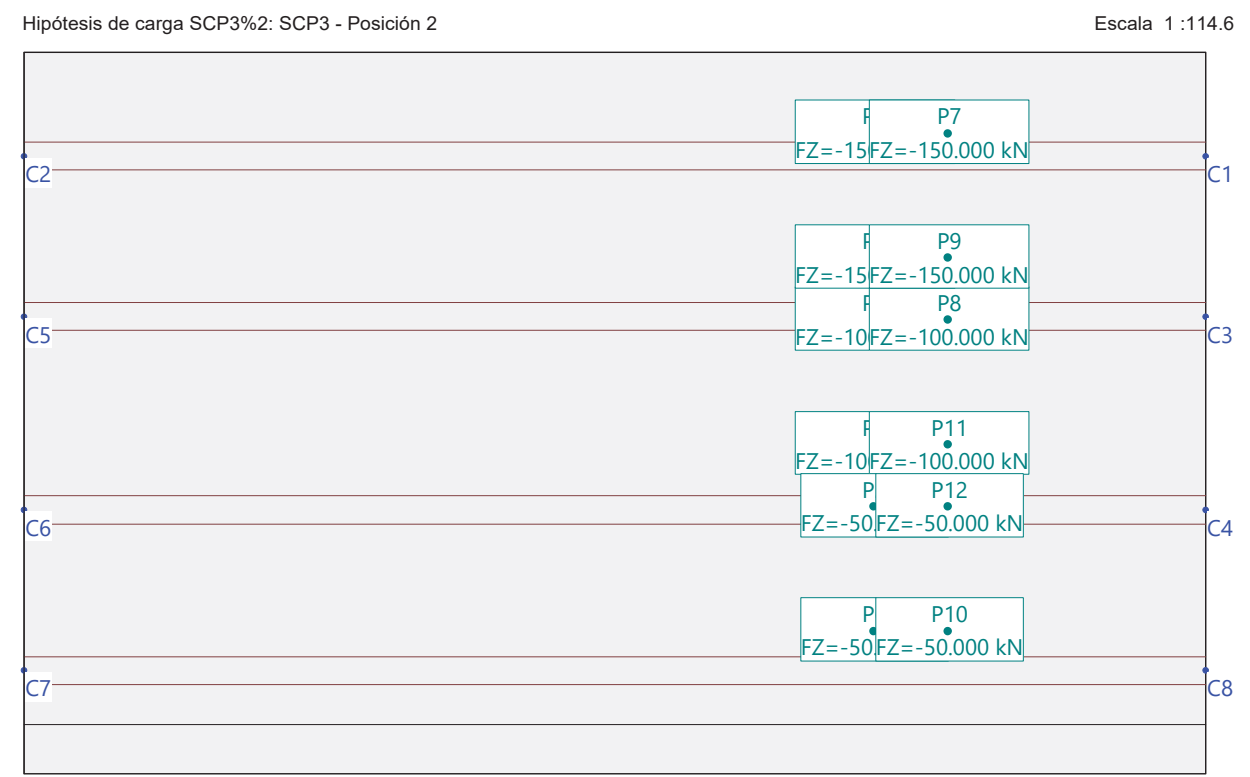 Hipótesis de carga SCP3%2: SCP3 - Posición 2
Escala 1 :114.6
P7
FZ=-15 FZ=-150.000 kN
C2
C1
P9
FZ=-15 FZ=-150.000 kN
P8
FZ=-10 FZ=-100.000 kN
C5
C3
P11
FZ=-10 FZ=-100.000 kN
P P12
FZ=-50. FZ=-50.000 kN
C6
C4
P P10
FZ=-50. FZ=-50.000 kN
C7
C8